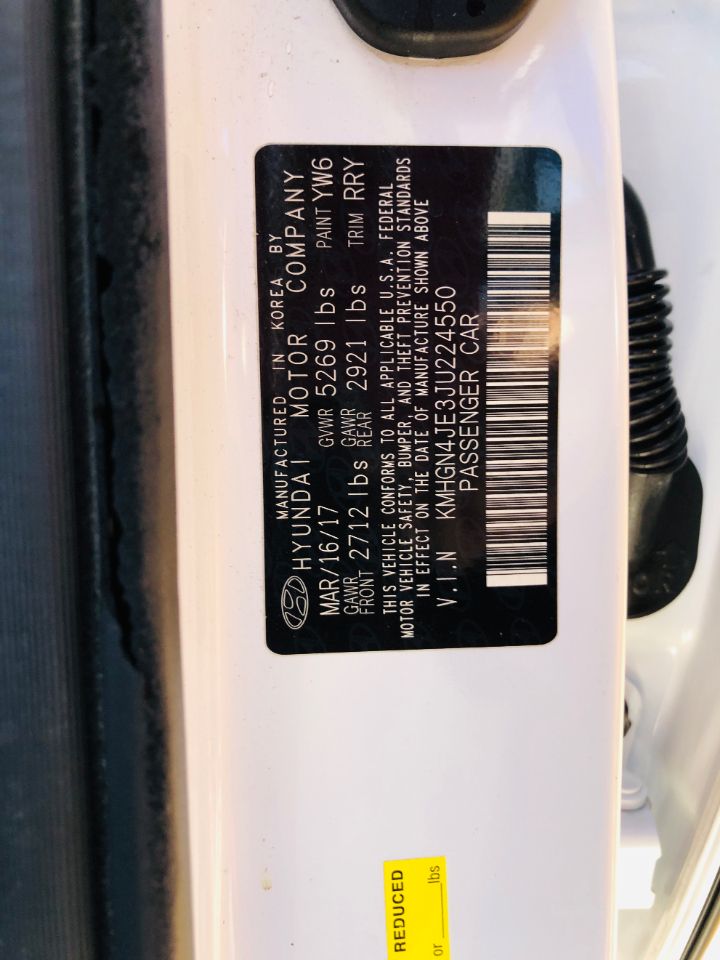 MANUFACTURED IN KOREA BY
HYUNDAI MOTOR COMPANY
MAR/16/17 GVWR 5269 lbs PAINT YW6
GAWR FRONT 2712 lbs GAWR REAR 2921 lbs TRIM RRY
THIS VEHICLE CONFORMS TO ALL APPLICABLE U.S.A. FEDERAL
MOTOR VEHICLE SAFETY, BUMPER, AND THEFT PREVENTION STANDARDS
IN EFFECT ON THE DATE OF MANUFACTURE SHOWN ABOVE
V.I.N KMHGN4JE3JU224550
PASSENGER CAR
REDUCED
or ____lbs